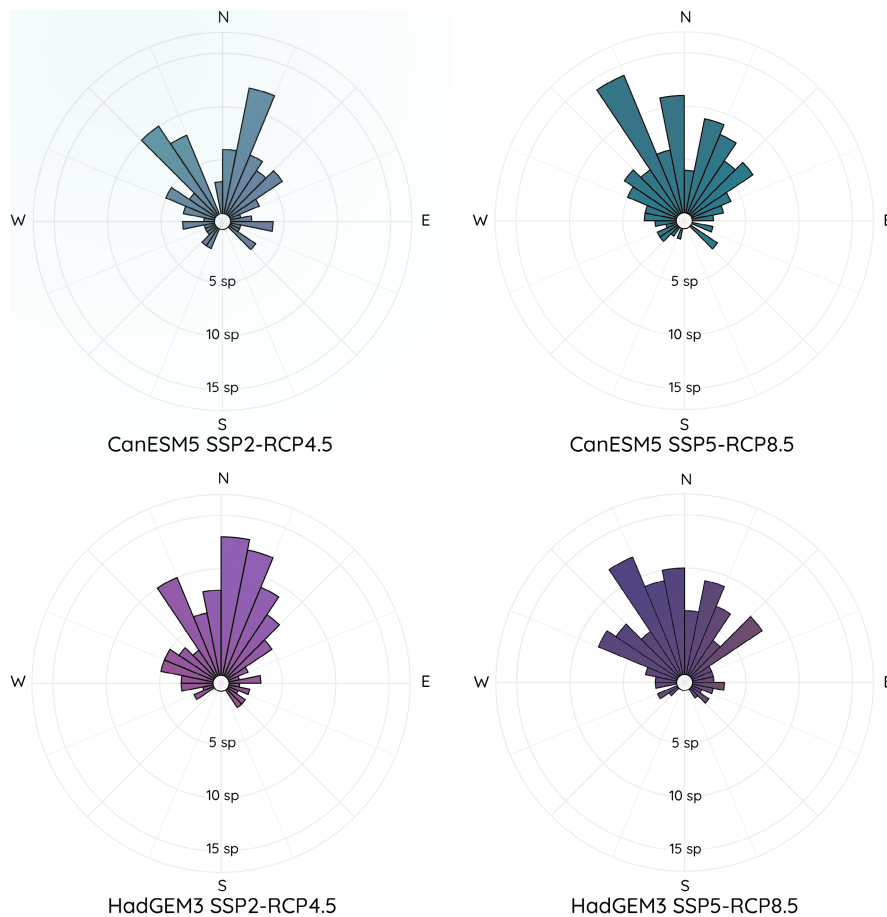 N
N
W
E
W
E
5 sp
5 sp
10 sp
10 sp
15 sp
15 sp
S
S
CanESM5 SSP2-RCP4.5
CanESM5 SSP5-RCP8.5
N
N
W
E
W
E
5 sp
5 sp
10 sp
10 sp
15 sp
15 sp
S
S
HadGEM3 SSP2-RCP4.5
HadGEM3 SSP5-RCP8.5